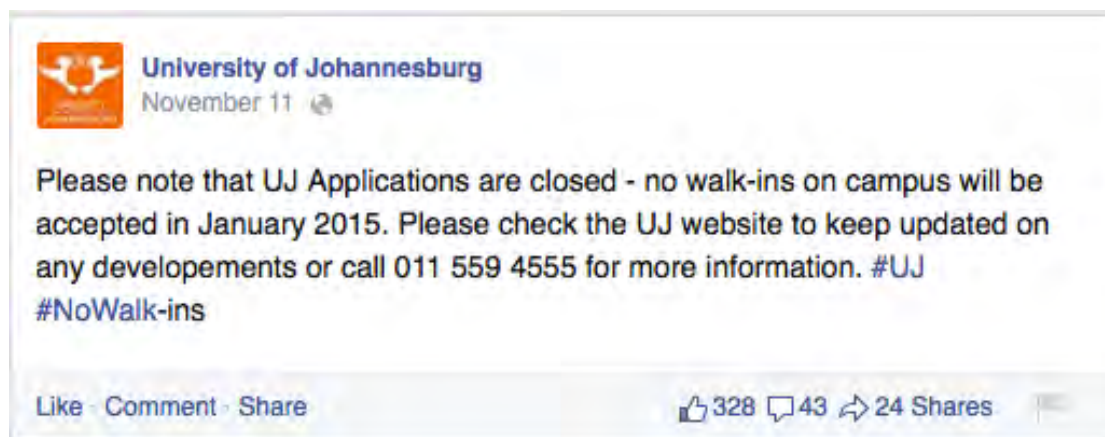 University of Johannesburg
November 11
Please note that UJ Applications are closed - no walk-ins on campus will be
accepted in January 2015. Please check the UJ website to keep updated on
any developements or call 011 559 4555 for more information. #UJ
#NoWalk-ins
Like · Comment · Share 328 43 24 Shares